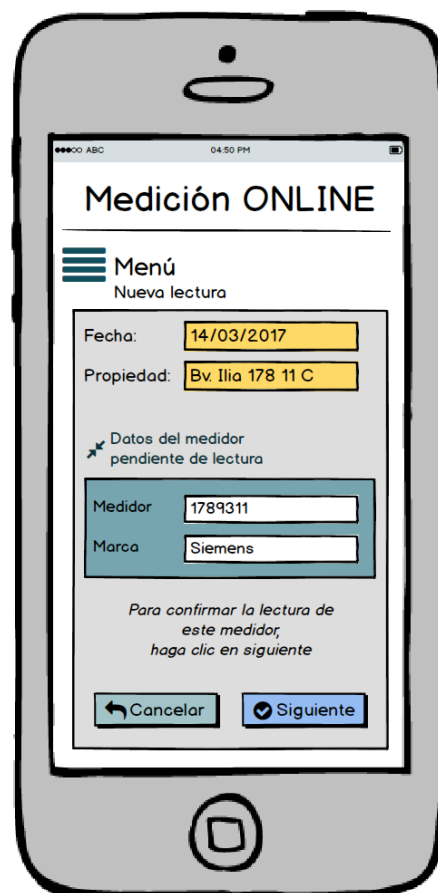 ABC 04:50 PM
Medición ONLINE
Menú
Nueva lectura
Fecha: 14/03/2017
Propiedad: Bv. Ilia 178 11 C
Datos del medidor
pendiente de lectura
Medidor 1789311
Marca Siemens
Para confirmar la lectura de
este medidor,
haga clic en siguiente
Cancelar Siguiente